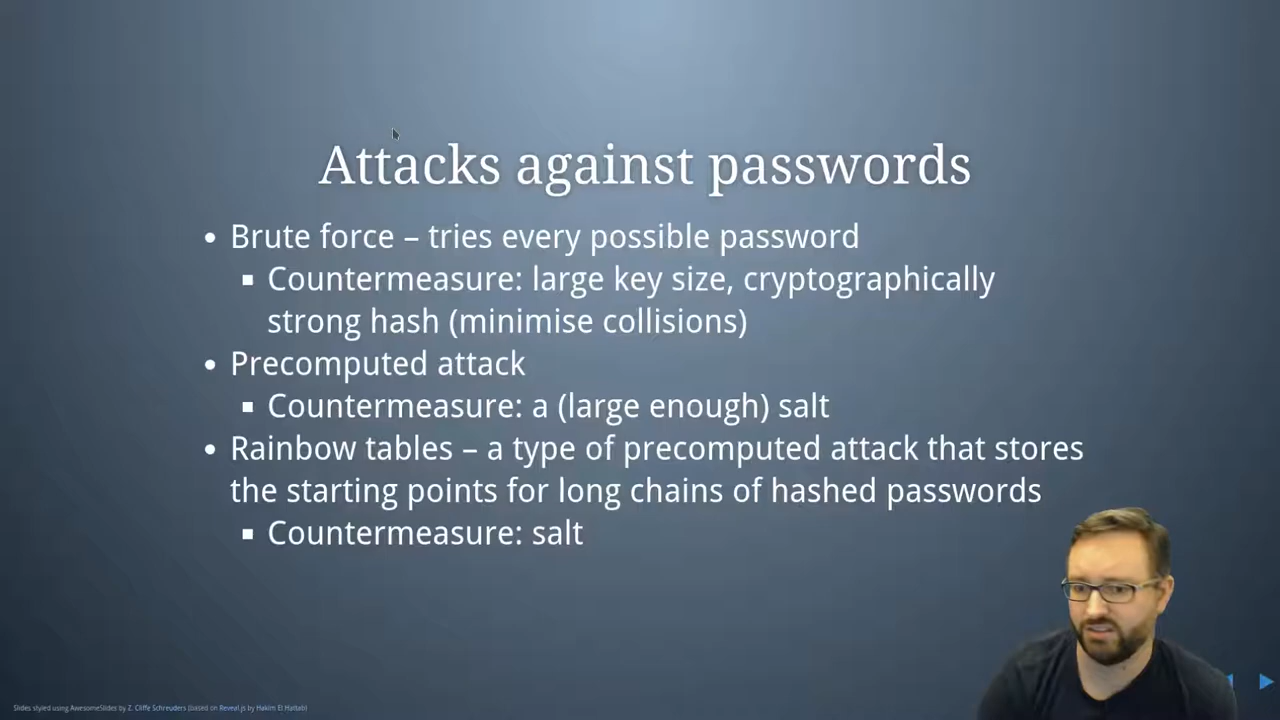 Attacks against passwords
• Brute force – tries every possible password
▪ Countermeasure: large key size, cryptographically
strong hash (minimise collisions)
• Precomputed attack
▪ Countermeasure: a (large enough) salt
• Rainbow tables – a type of precomputed attack that stores
the starting points for long chains of hashed passwords
▪ Countermeasure: salt
Slides styled using AwesomeSlides by Z. Cliffe Schreuders (based on Reveal.js by Hakim El Hattab)